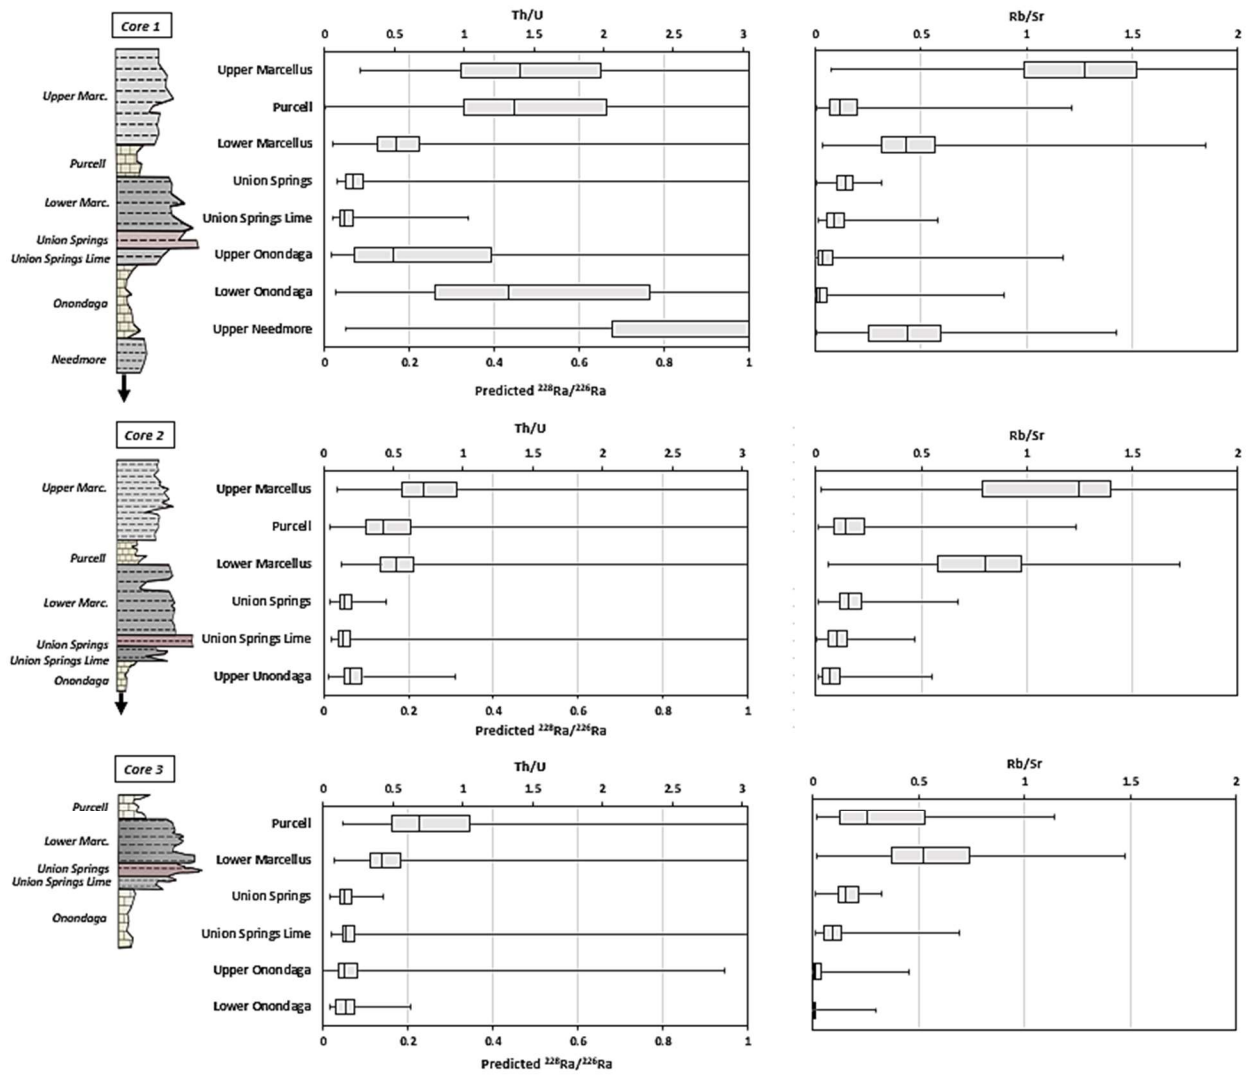 Core 1
Th/U
Rb/Sr
0 0.5 1 1.5 2 2.5 3
0 0.5 1 1.5 2
Upper Marc.
Purcell
Lower Marc.
Union Springs
Union Springs Lime
Onondaga
Needmore
Upper Marcellus
Purcell
Lower Marcellus
Union Springs
Union Springs Lime
Upper Onondaga
Lower Onondaga
Upper Needmore
0 0.2 0.4 0.6 0.8 1
Predicted ²²⁸Ra/²²⁶Ra
Core 2
Th/U
Rb/Sr
0 0.5 1 1.5 2 2.5 3
0 0.5 1 1.5 2
Upper Marc.
Purcell
Lower Marc.
Union Springs
Union Springs Lime
Onondaga
Upper Marcellus
Purcell
Lower Marcellus
Union Springs
Union Springs Lime
Upper Unondaga
0 0.2 0.4 0.6 0.8 1
Predicted ²²⁸Ra/²²⁶Ra
Core 3
Th/U
Rb/Sr
0 0.5 1 1.5 2 2.5 3
0 0.5 1 1.5 2
Purcell
Lower Marc.
Union Springs
Union Springs Lime
Onondaga
Purcell
Lower Marcellus
Union Springs
Union Springs Lime
Upper Onondaga
Lower Onondaga
0 0.2 0.4 0.6 0.8 1
Predicted ²²⁸Ra/²²⁶Ra